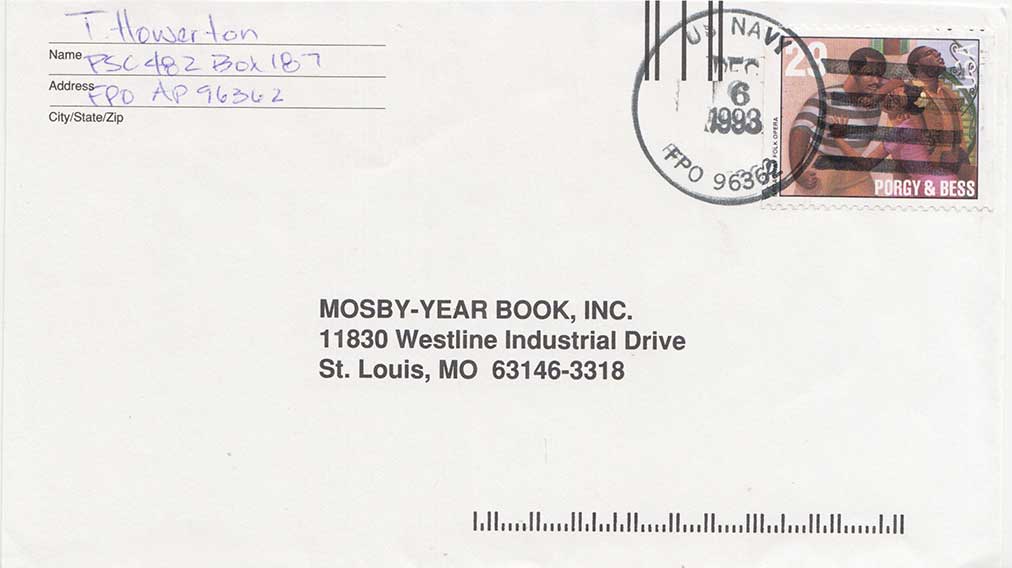 T. Howerton
Name
PSC 482 Box 187
Address
FPO AP 96362
City/State/Zip
US NAVY
DEC
6
1993
FPO 96362
29
FOLK OPERA
PORGY & BESS
MOSBY-YEAR BOOK, INC.
11830 Westline Industrial Drive
St. Louis, MO 63146-3318